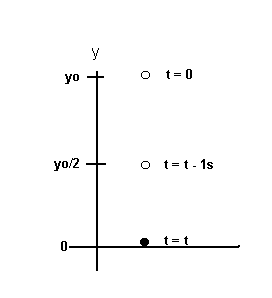 y
yo t = 0
yo/2 t = t - 1s
0 t = t